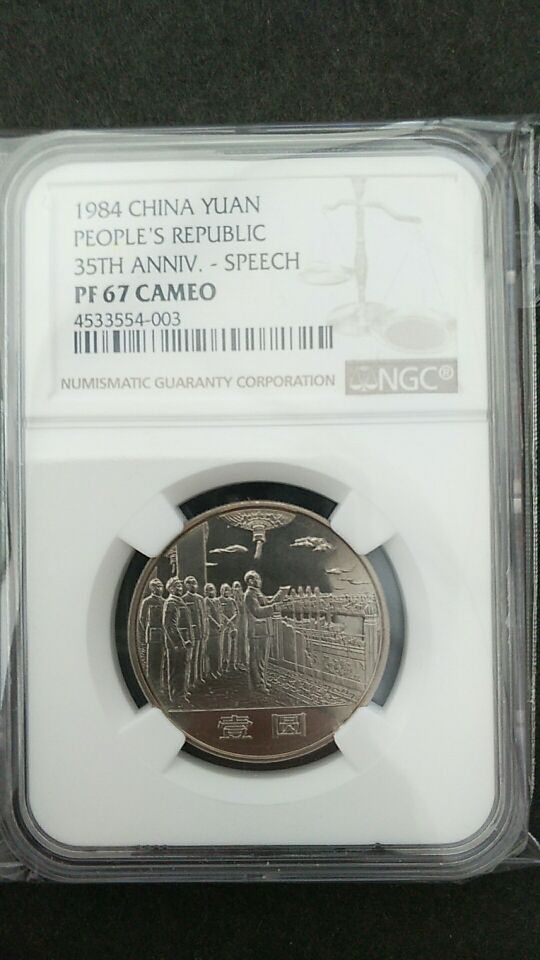 1984 CHINA YUAN
PEOPLE'S REPUBLIC
35TH ANNIV. - SPEECH
PF 67 CAMEO
4533554-003
NUMISMATIC GUARANTY CORPORATION NGC®
壹圆